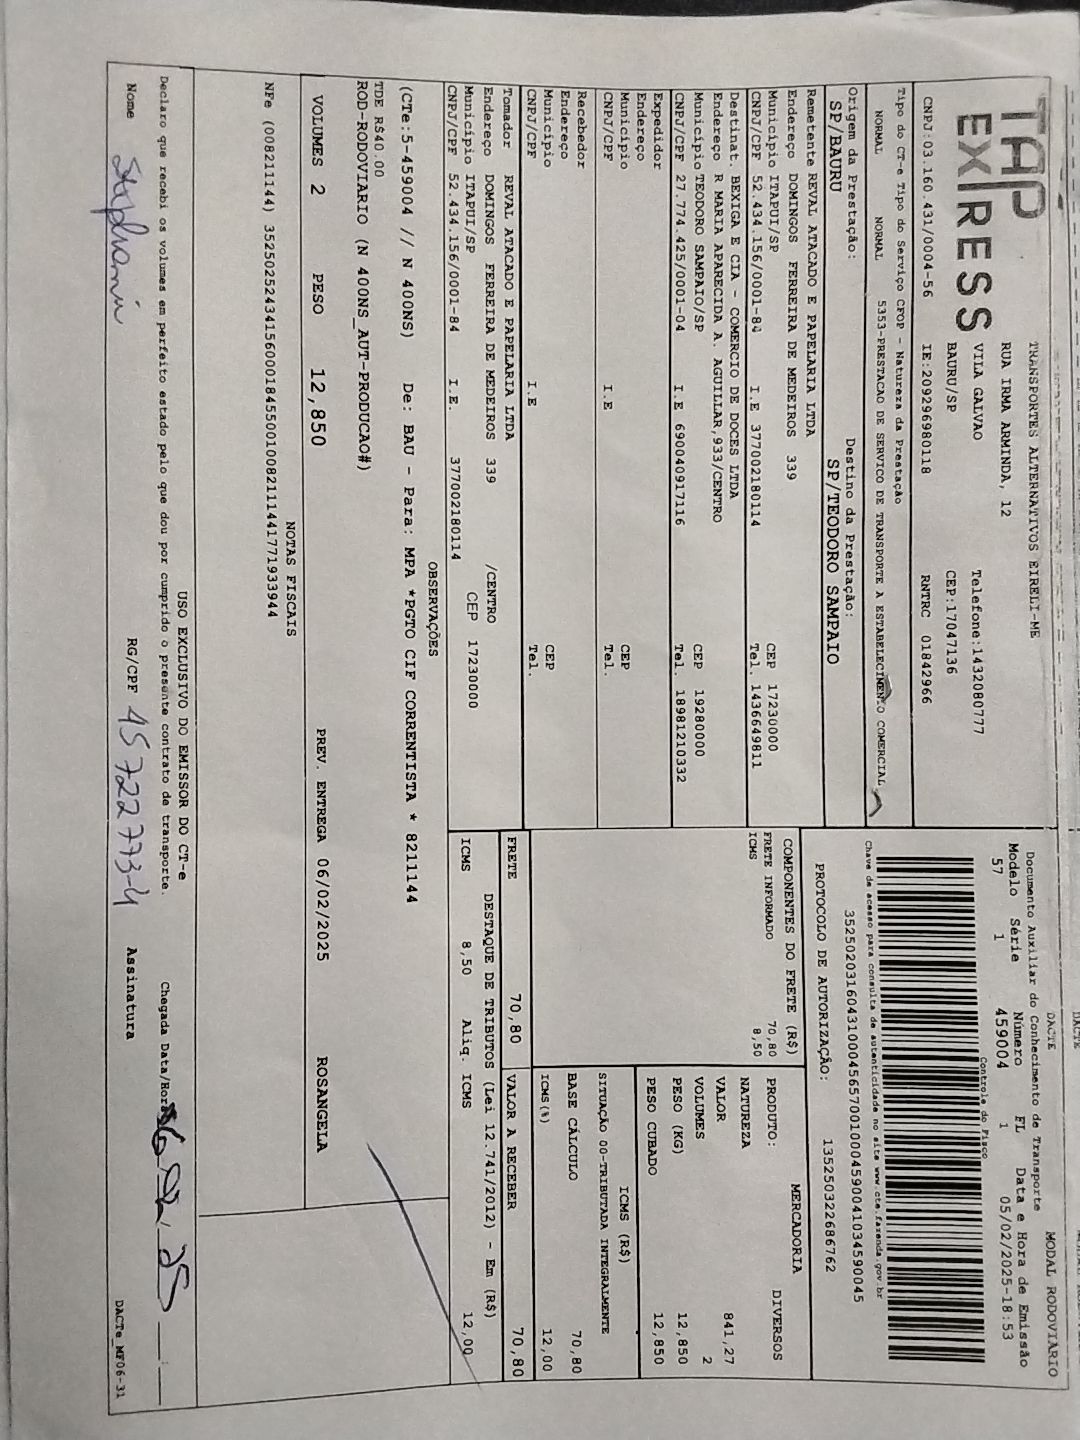 TAP
EXPRESS
TRANSPORTES ALTERNATIVOS EIRELI-ME
RUA IRMA ARMINDA, 12
VILA GALVAO Telefone:1432080777
BAURU/SP CEP:17047136
CNPJ:03.160.431/0004-56 IE:209296980118 RNTRC 01842966
Tipo do CT-e Tipo do Serviço CFOP - Natureza da Prestação
NORMAL NORMAL 5353-PRESTACAO DE SERVICO DE TRANSPORTE A ESTABELECIMENTO COMERCIAL
Origem da Prestação: Destino da Prestação:
SP/BAURU SP/TEODORO SAMPAIO
Remetente REVAL ATACADO E PAPELARIA LTDA
Endereço DOMINGOS FERREIRA DE MEDEIROS 339
Município ITAPUI/SP CEP 17230000
CNPJ/CPF 52.434.156/0001-84 I.E 377002180114 Tel. 1436649811
Destinat. BEXIGA E CIA - COMERCIO DE DOCES LTDA
Endereço R MARIA APARECIDA A. AGUILLAR,933/CENTRO
Município TEODORO SAMPAIO/SP CEP 19280000
CNPJ/CPF 27.774.425/0001-04 I.E 690040917116 Tel. 18981210332
Expedidor
Endereço
Município CEP
CNPJ/CPF I.E Tel.
Recebedor
Endereço
Município CEP
CNPJ/CPF I.E Tel.
Tomador REVAL ATACADO E PAPELARIA LTDA
Endereço DOMINGOS FERREIRA DE MEDEIROS 339 /CENTRO
Município ITAPUI/SP CEP 17230000
CNPJ/CPF 52.434.156/0001-84 I.E. 377002180114
DACTE MODAL RODOVIARIO
Documento Auxiliar do Conhecimento de Transporte
Modelo Série Número FL Data e Hora de Emissão
57 1 459004 1 05/02/2025-18:53
Controle do Fisco
Chave de acesso para consulta de autenticidade no site www.cte.fazenda.gov.br
35250203160431000456570010004590041034590045
PROTOCOLO DE AUTORIZAÇÃO: 135250322686762
COMPONENTES DO FRETE (R$)
FRETE INFORMADO 70,80
ICMS 8,50
MERCADORIA
PRODUTO: DIVERSOS
NATUREZA
VALOR 841,27
VOLUMES 2
PESO (KG) 12,850
PESO CUBADO 12,850
ICMS (R$)
SITUAÇÃO 00-TRIBUTADA INTEGRALMENTE
BASE CÁLCULO 70,80
ICMS(%) 12,00
FRETE 70,80 VALOR A RECEBER 70,80
DESTAQUE DE TRIBUTOS (Lei 12.741/2012) - Em (R$)
ICMS 8,50 Aliq. ICMS 12,00
OBSERVAÇÕES
(CTe:5-459004 // N 400NS) De: BAU - Para: MPA *PGTO CIF CORRENTISTA * 8211144
TDE R$40.00
ROD-RODOVIARIO (N 400NS_AUT-PRODUCAO#)
VOLUMES 2 PESO 12,850 PREV. ENTREGA 06/02/2025 ROSANGELA
NOTAS FISCAIS
NFe (008211144) 35250252434156000184550010082111441771933944
USO EXCLUSIVO DO EMISSOR DO CT-e
Declaro que recebi os volumes em perfeito estado pelo que dou por cumprido o presente contrato de transporte. Chegada Data/Hora 06/02/25 :
Nome Stephani RG/CPF 45722773-4 Assinatura
DACTe_MF06-31